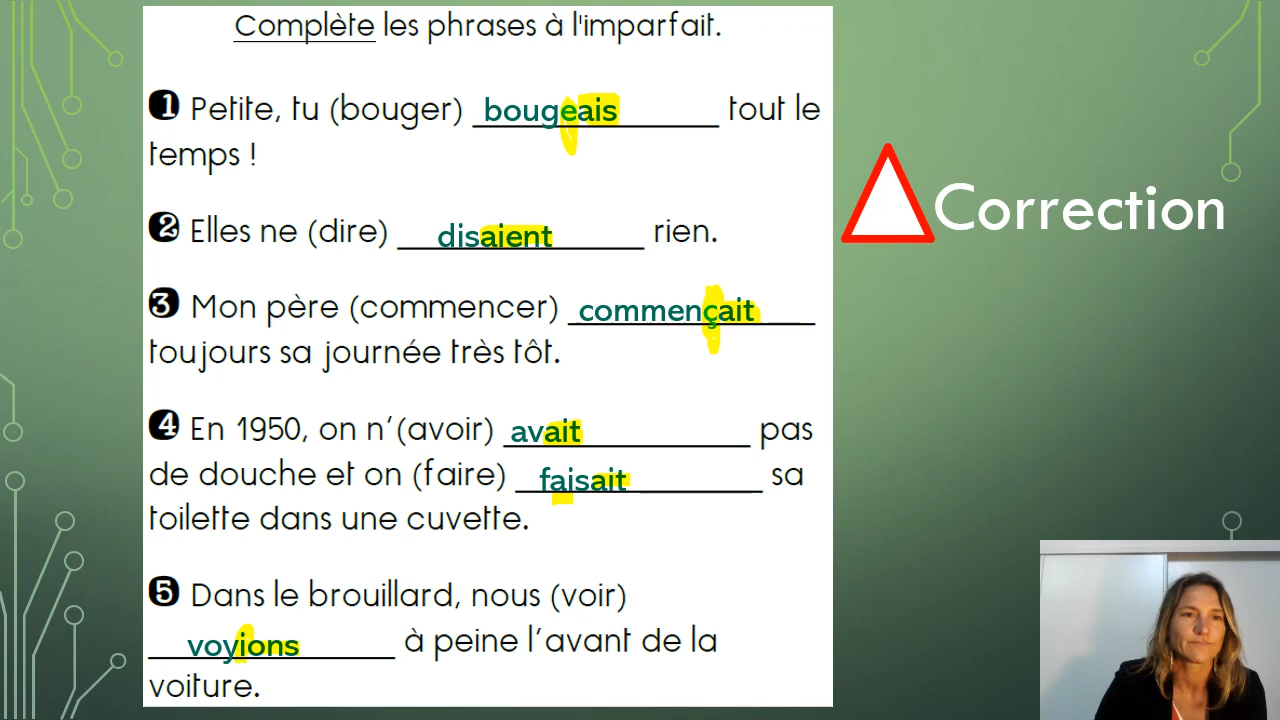 Complète les phrases à l'imparfait.
❶ Petite, tu (bouger) bougeais tout le
temps !
❷ Elles ne (dire) disaient rien.
❸ Mon père (commencer) commençait
toujours sa journée très tôt.
❹ En 1950, on n’(avoir) avait pas
de douche et on (faire) faisait sa
toilette dans une cuvette.
❺ Dans le brouillard, nous (voir)
voyions à peine l’avant de la
voiture.
Correction